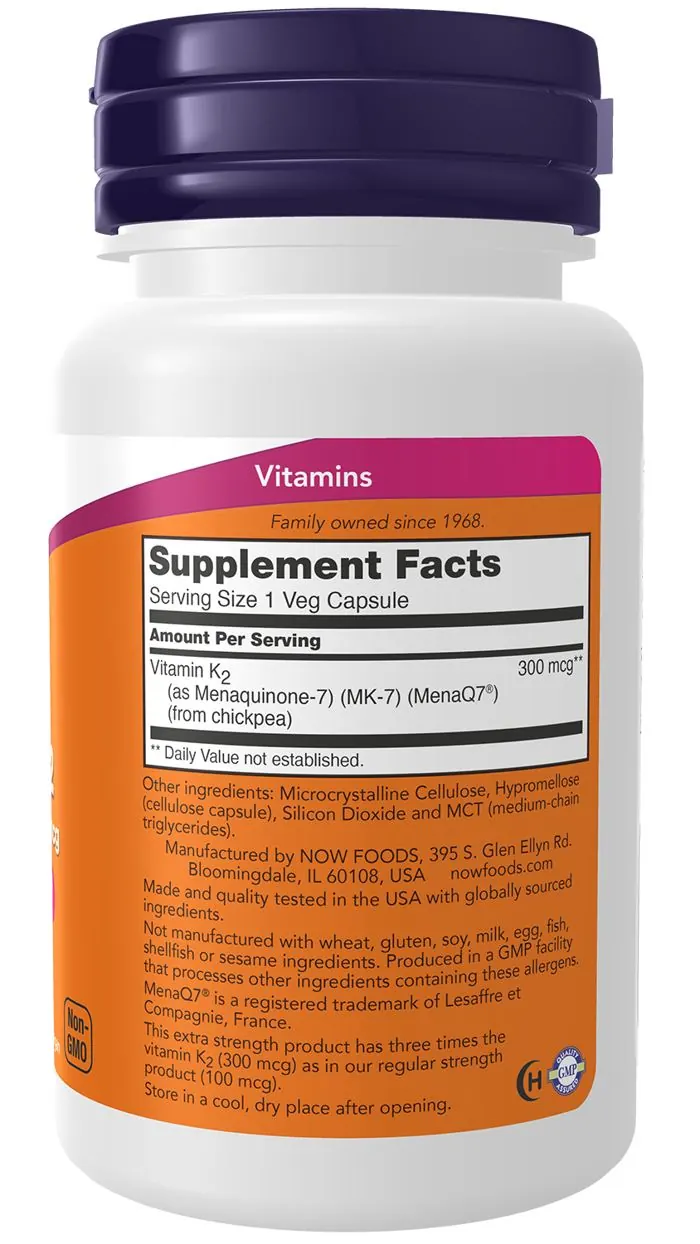 Vitamins
Family owned since 1968.
Supplement Facts
Serving Size 1 Veg Capsule
Amount Per Serving
Vitamin K2 300 mcg**
(as Menaquinone-7) (MK-7) (MenaQ7®)
(from chickpea)
** Daily Value not established.
Other ingredients: Microcrystalline Cellulose, Hypromellose
(cellulose capsule), Silicon Dioxide and MCT (medium-chain
triglycerides).
Manufactured by NOW FOODS, 395 S. Glen Ellyn Rd.
Bloomingdale, IL 60108, USA nowfoods.com
Made and quality tested in the USA with globally sourced
ingredients.
Not manufactured with wheat, gluten, soy, milk, egg, fish,
shellfish or sesame ingredients. Produced in a GMP facility
that processes other ingredients containing these allergens.
MenaQ7® is a registered trademark of Lesaffre et
Compagnie, France.
This extra strength product has three times the
vitamin K2 (300 mcg) as in our regular strength
product (100 mcg).
Store in a cool, dry place after opening.
Non-
GMO
H
QUALITY
GMP
ASSURED